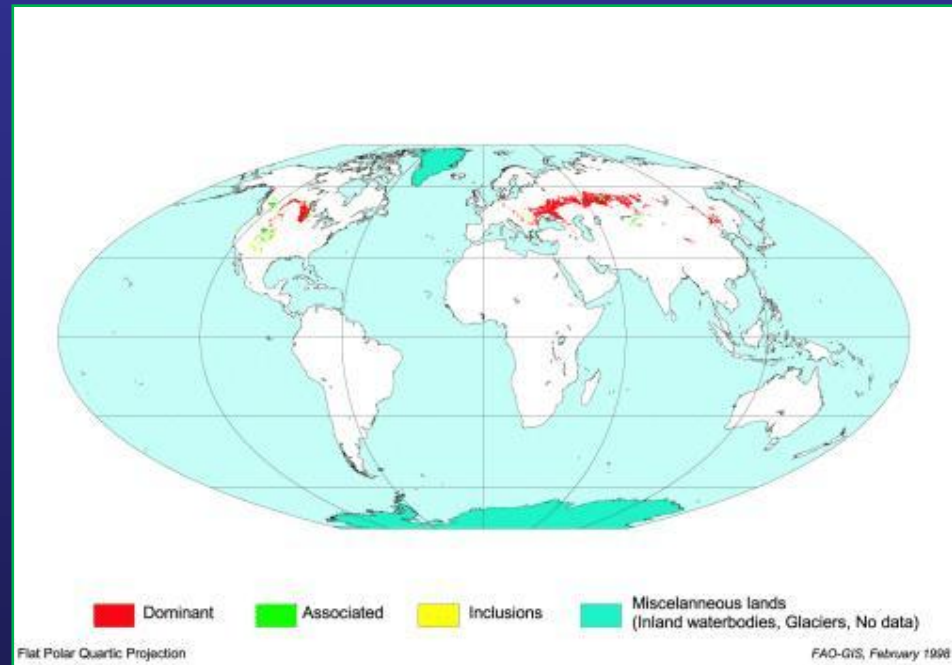 Dominant
Associated
Inclusions
Miscelanneous lands
(Inland waterbodies, Glaciers, No data)
Flat Polar Quartic Projection
FAO-GIS, February 1998